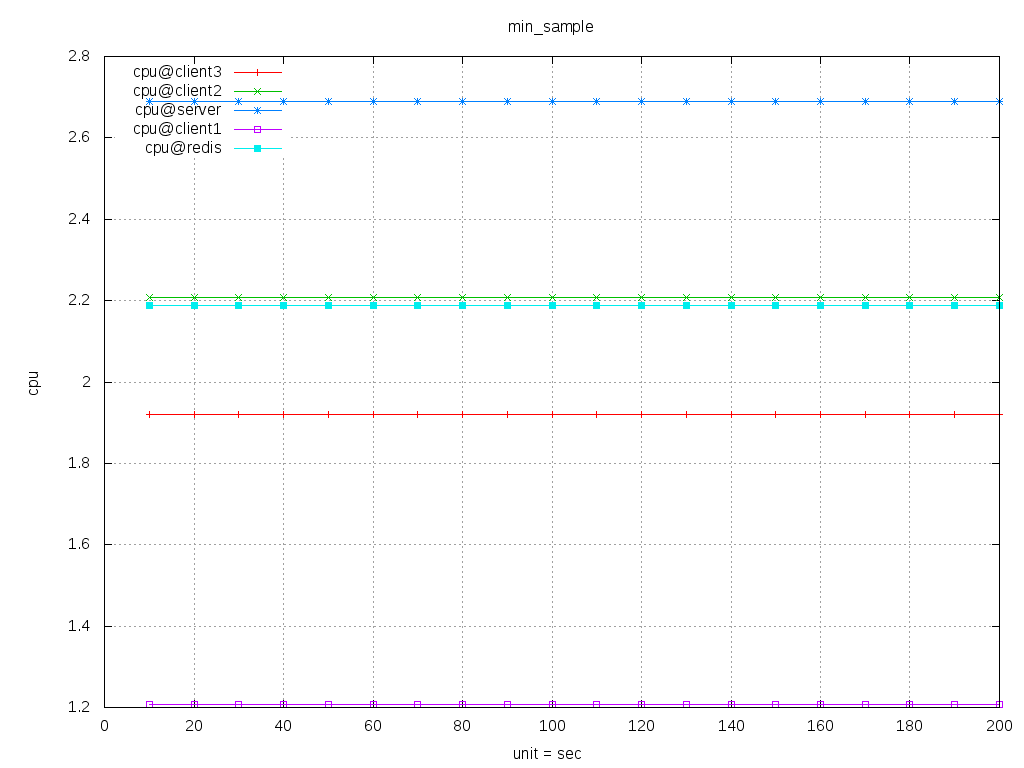 min_sample
2.8
cpu@client3
cpu@client2
cpu@server
cpu@client1
cpu@redis
2.6
2.4
2.2
2
1.8
1.6
1.4
1.2
cpu
0 20 40 60 80 100 120 140 160 180 200
unit = sec